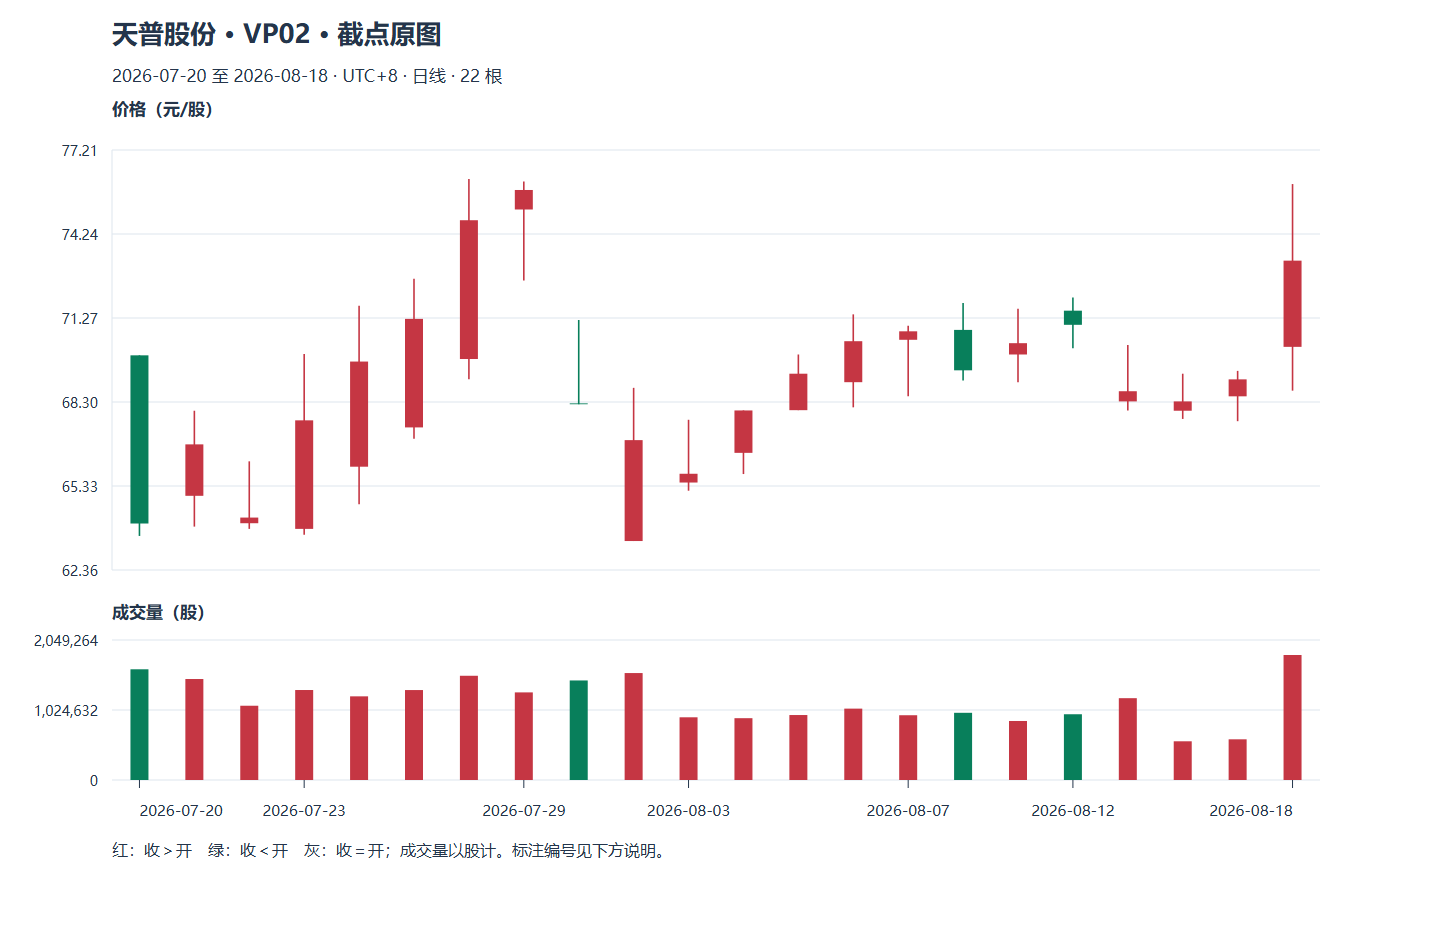 天普股份 · VP02 · 截点原图
2026-07-20 至 2026-08-18 · UTC+8 · 日线 · 22 根
价格（元/股）
77.21
74.24
71.27
68.30
65.33
62.36
成交量（股）
2,049,264
1,024,632
0
2026-07-20 2026-07-23 2026-07-29 2026-08-03 2026-08-07 2026-08-12 2026-08-18
红：收 > 开 绿：收 < 开 灰：收 = 开；成交量以股计。标注编号见下方说明。